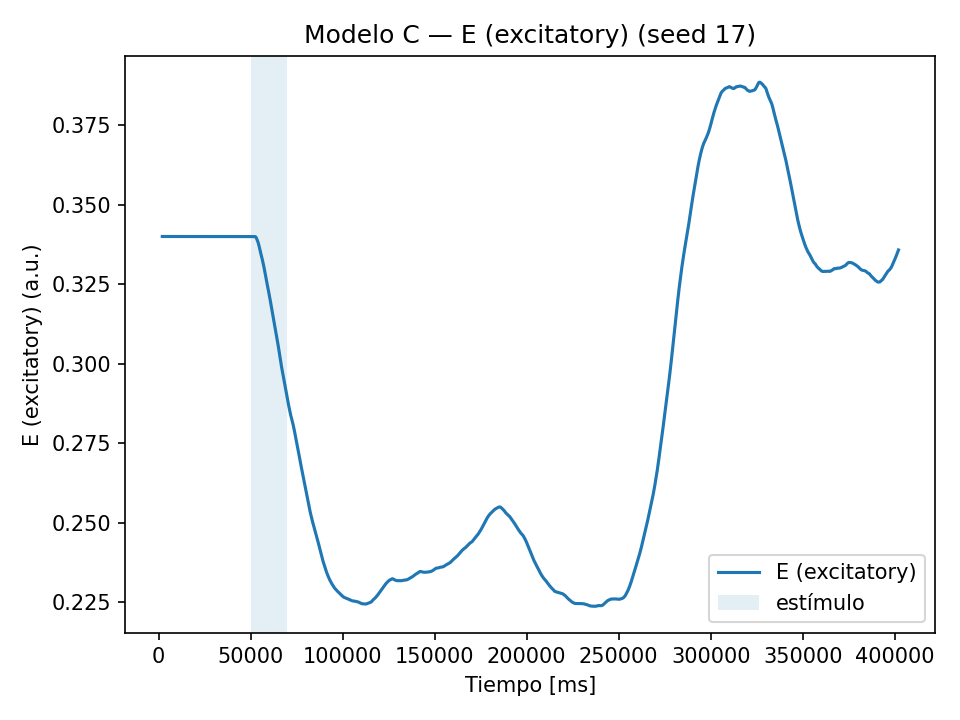 Modelo C — E (excitatory) (seed 17)
E (excitatory) (a.u.)
0.375
0.350
0.325
0.300
0.275
0.250
0.225
E (excitatory)
estímulo
0 50000 100000 150000 200000 250000 300000 350000 400000
Tiempo [ms]